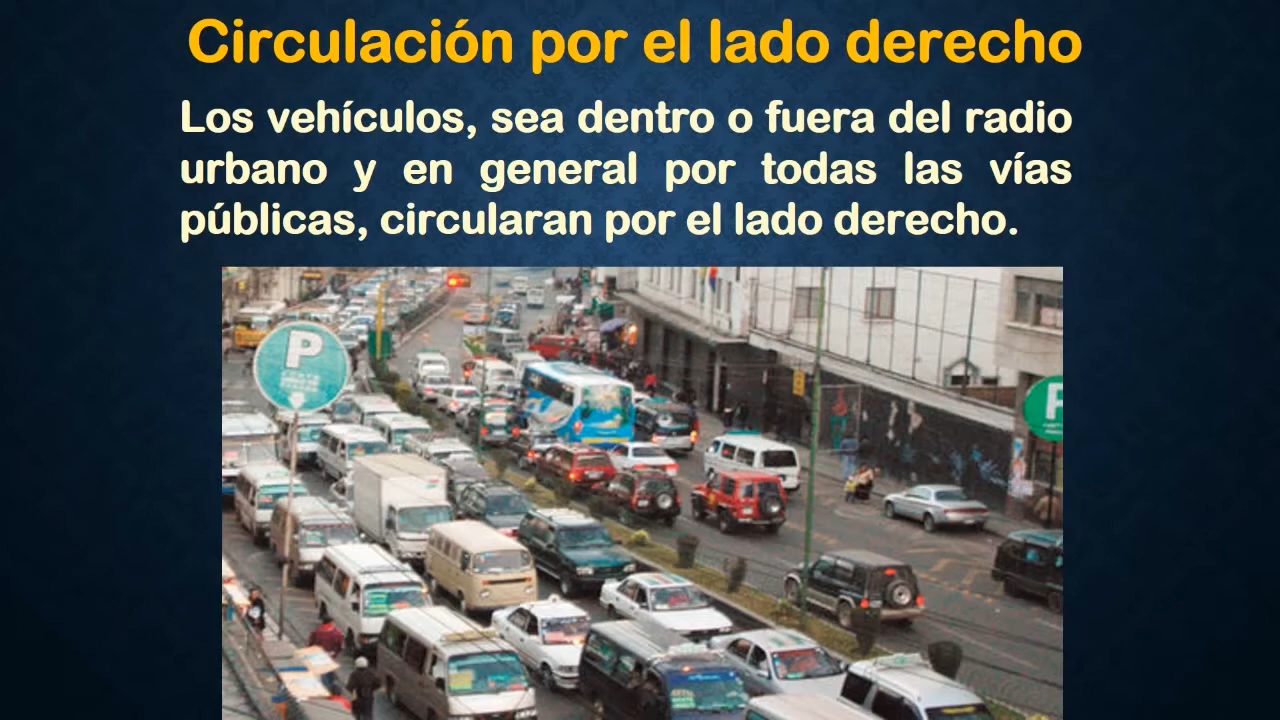 Circulación por el lado derecho
Los vehículos, sea dentro o fuera del radio
urbano y en general por todas las vías
públicas, circularan por el lado derecho.
P
P